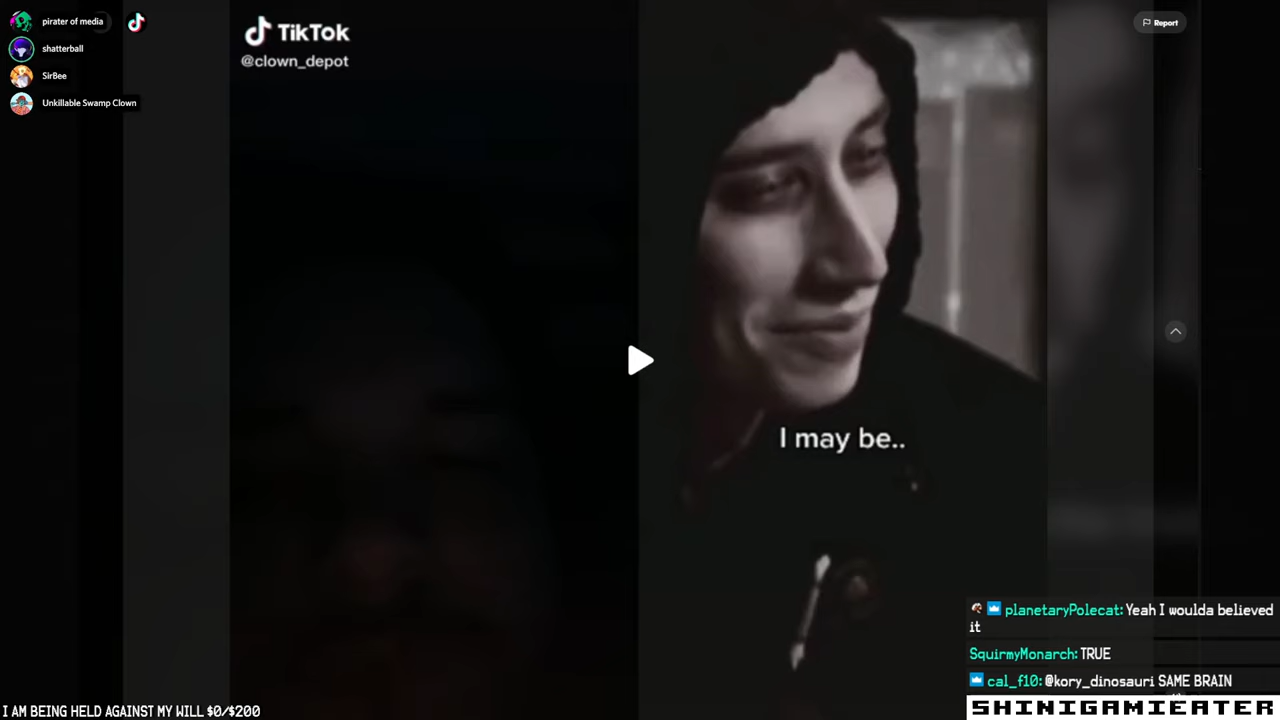 pirater of media
shatterball
SirBee
Unkillable Swamp Clown
TikTok
@clown_depot
Report
I may be..
planetaryPolecat: Yeah I woulda believed
it
SquirmyMonarch: TRUE
cal_f10: @kory_dinosauri SAME BRAIN
SHINIGAMIEATER
I AM BEING HELD AGAINST MY WILL $0/$200